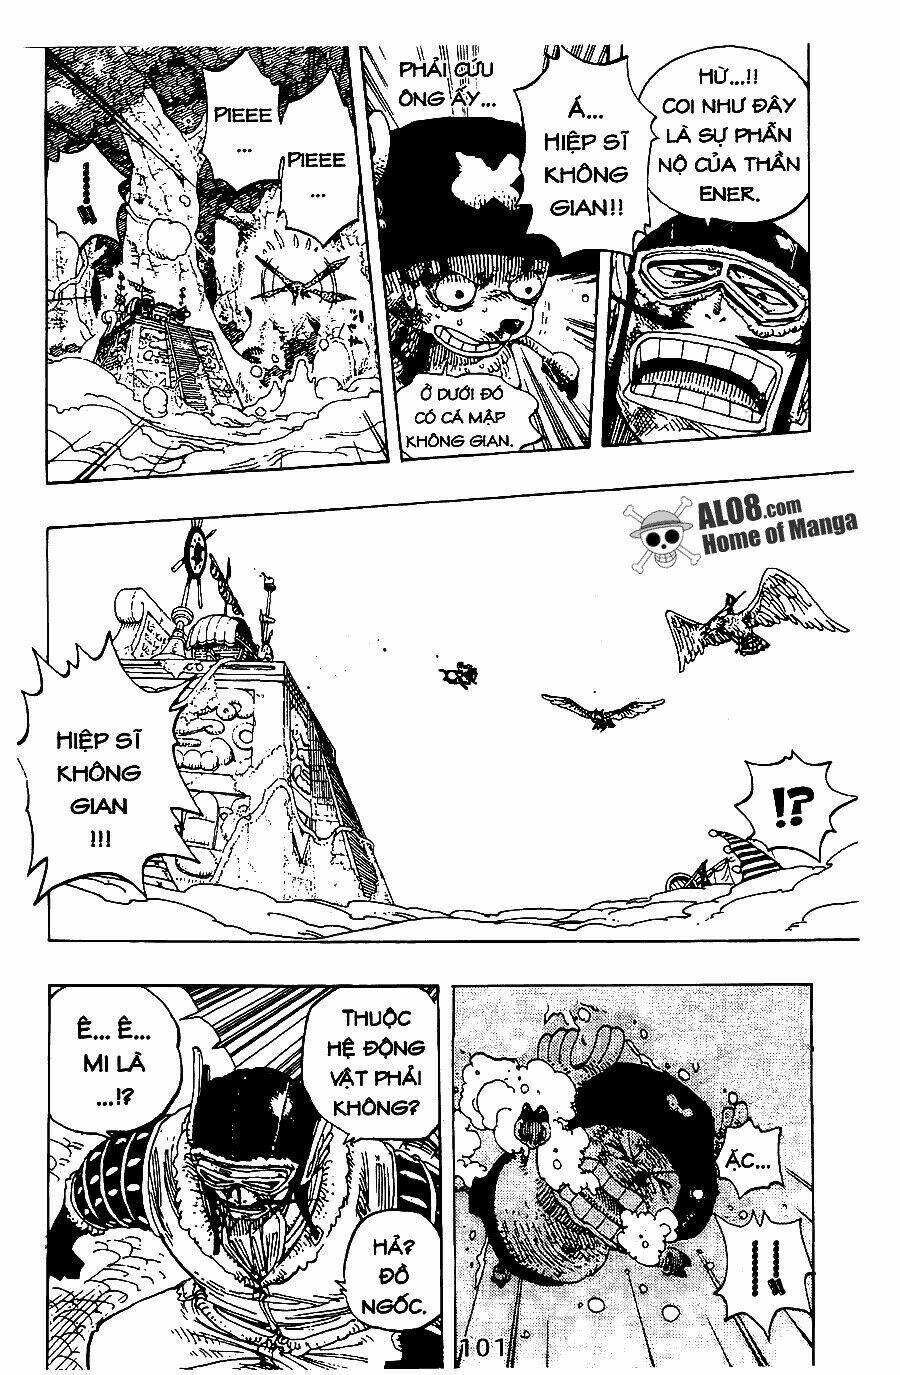 HỪ...!!
COI NHƯ ĐÂY
LÀ SỰ PHẪN
NỘ CỦA THẦN
ENER.
Á...
HIỆP SĨ
KHÔNG
GIAN!!
PHẢI CỨU
ÔNG ẤY...
Ở DƯỚI ĐÓ
CÓ CÁ MẬP
KHÔNG GIAN.
PIEEE
...
PIEEE
...
.......!!
AL08.com
Home of Manga
!?
HIỆP SĨ
KHÔNG
GIAN
!!!
ẶC...
.......!!
THUỘC
HỆ ĐỘNG
VẬT PHẢI
KHÔNG?
Ê... Ê...
MI LÀ
...!?
HẢ?
ĐỒ
NGỐC.
101